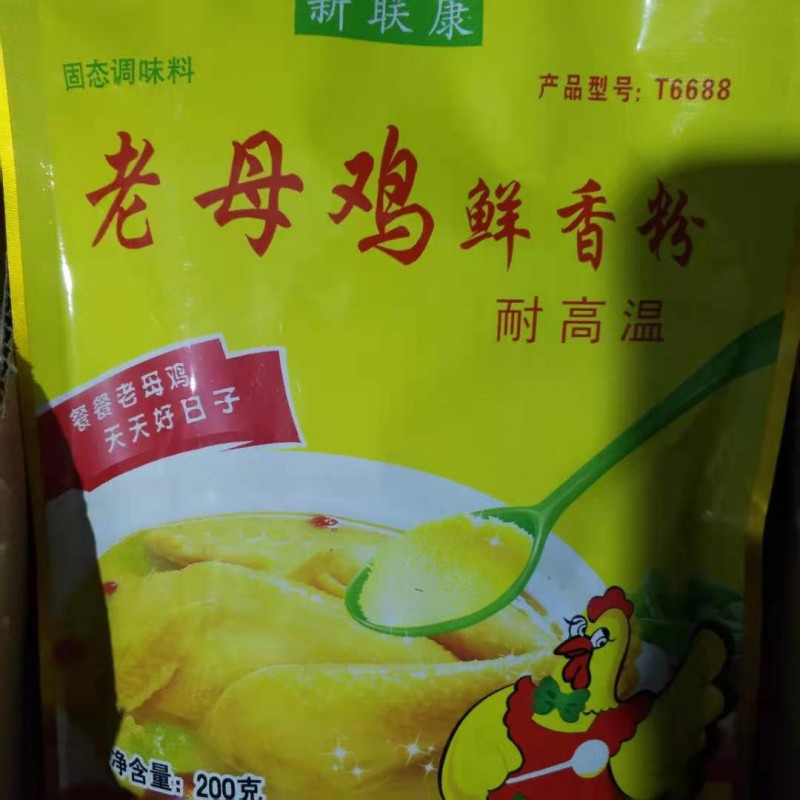 新联康
固态调味料
产品型号：T6688
老母鸡鲜香粉
耐高温
餐餐老母鸡
天天好日子
净含量：200克